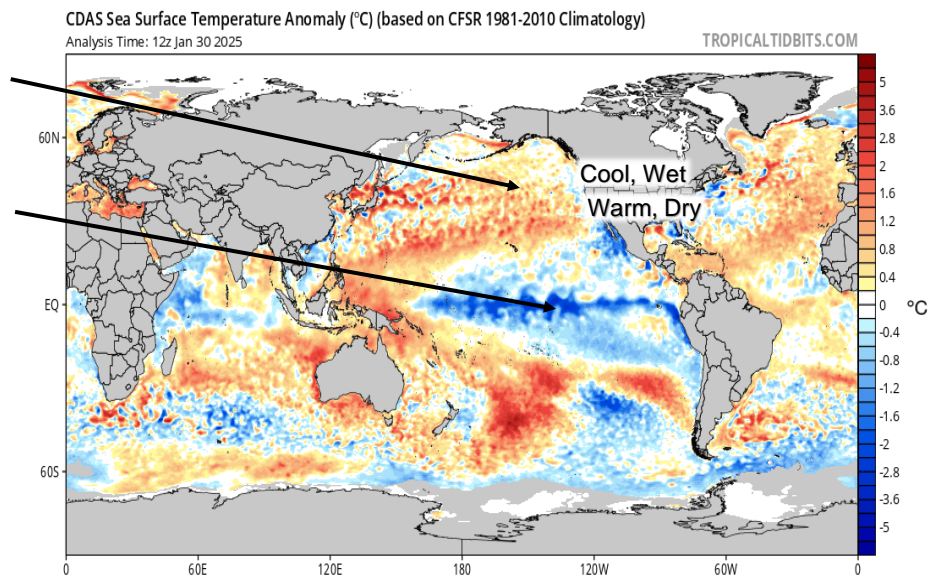 CDAS Sea Surface Temperature Anomaly (°C) (based on CFSR 1981-2010 Climatology)
Analysis Time: 12z Jan 30 2025
TROPICALTIDBITS.COM
Cool, Wet
Warm, Dry
60N
EQ
60S
0
60E
120E
180
120W
60W
0
5
3.6
2.8
2
1.6
1.2
0.8
0.4
0
-0.4
-0.8
-1.2
-1.6
-2
-2.8
-3.6
-5
°C